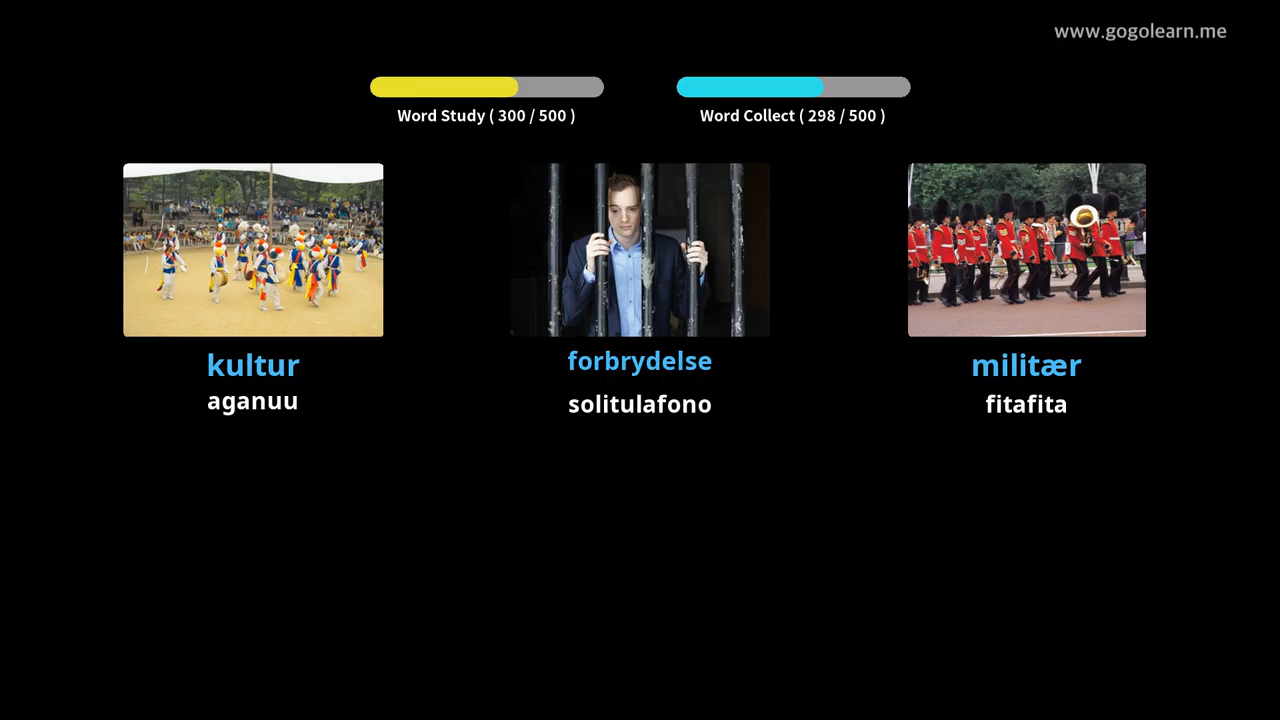 www.gogolearn.me
Word Study ( 300 / 500 )
Word Collect ( 298 / 500 )
kultur
aganuu
forbrydelse
solitulafono
militær
fitafita